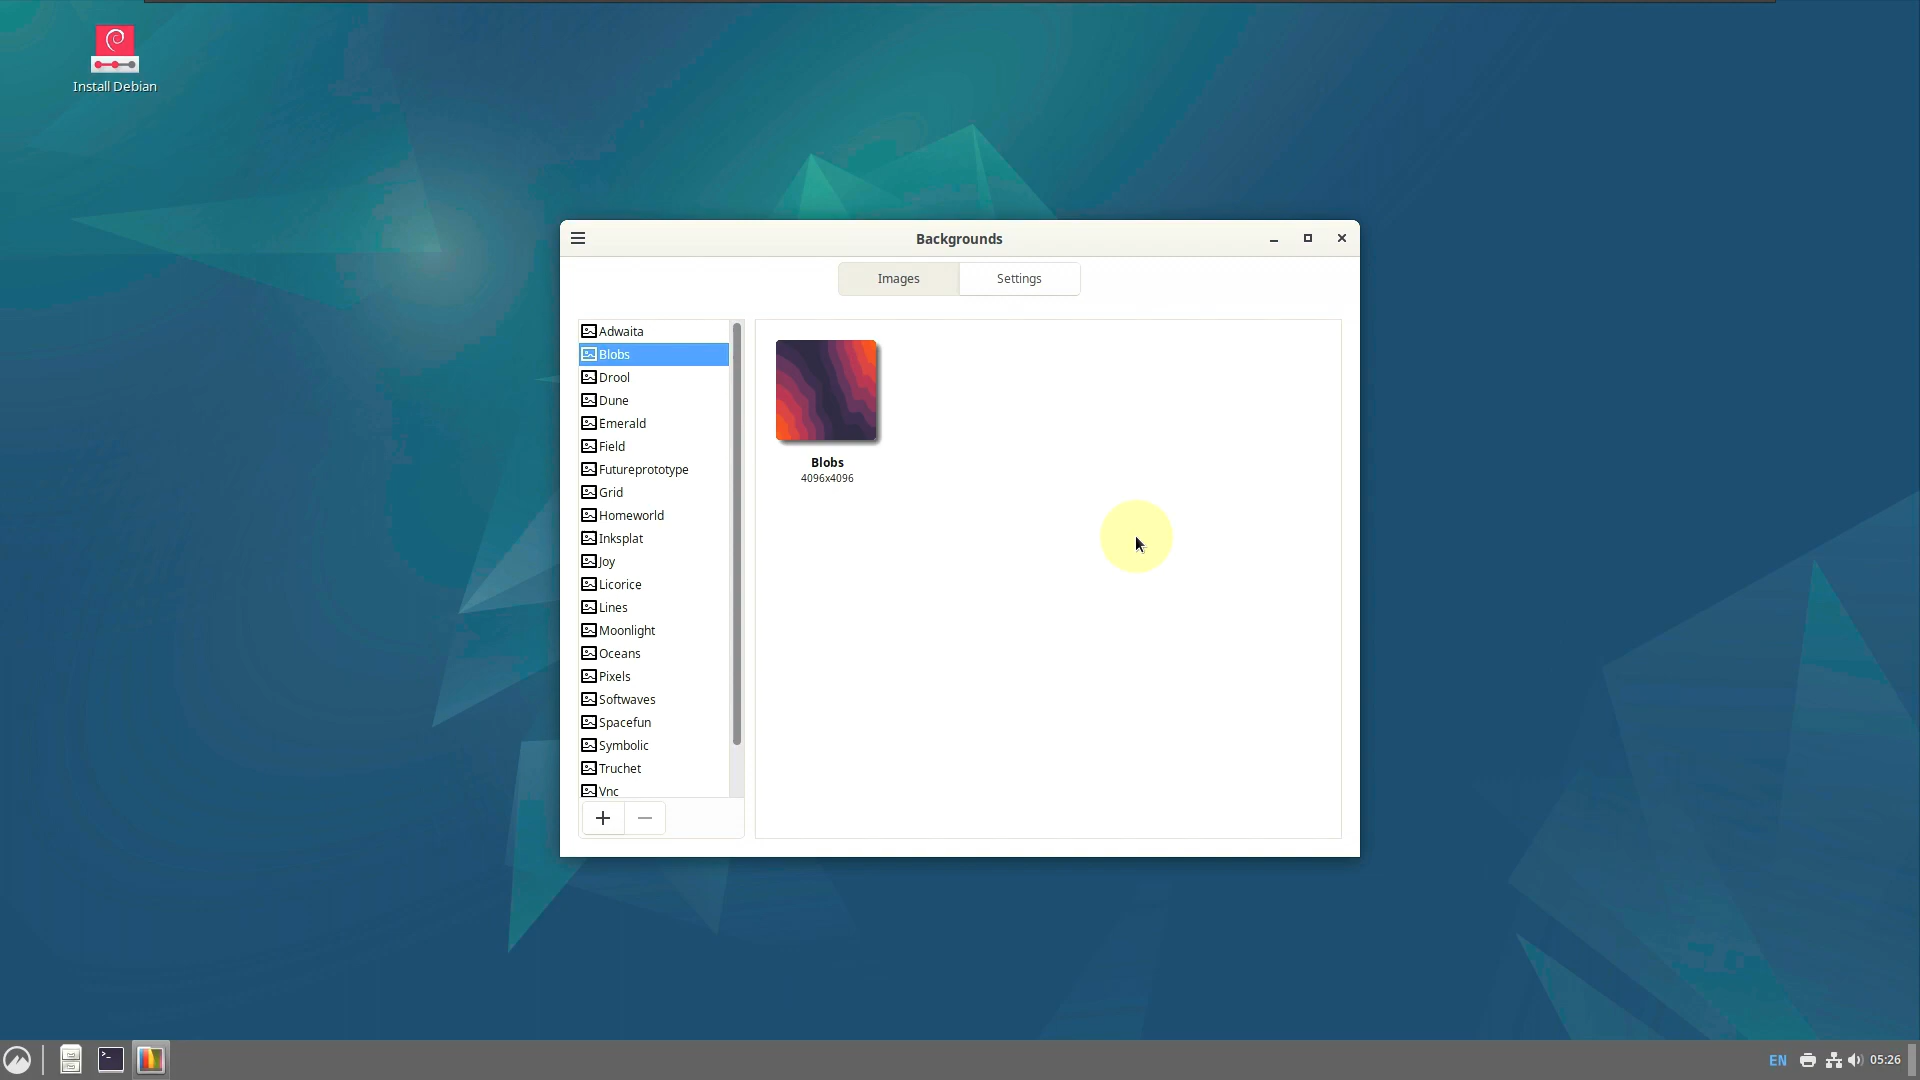 Install Debian
Backgrounds
Images
Settings
Adwaita
Blobs
Drool
Dune
Emerald
Field
Futureprototype
Grid
Homeworld
Inksplat
Joy
Licorice
Lines
Moonlight
Oceans
Pixels
Softwaves
Spacefun
Symbolic
Truchet
Vnc
Blobs
4096x4096
EN
05:26